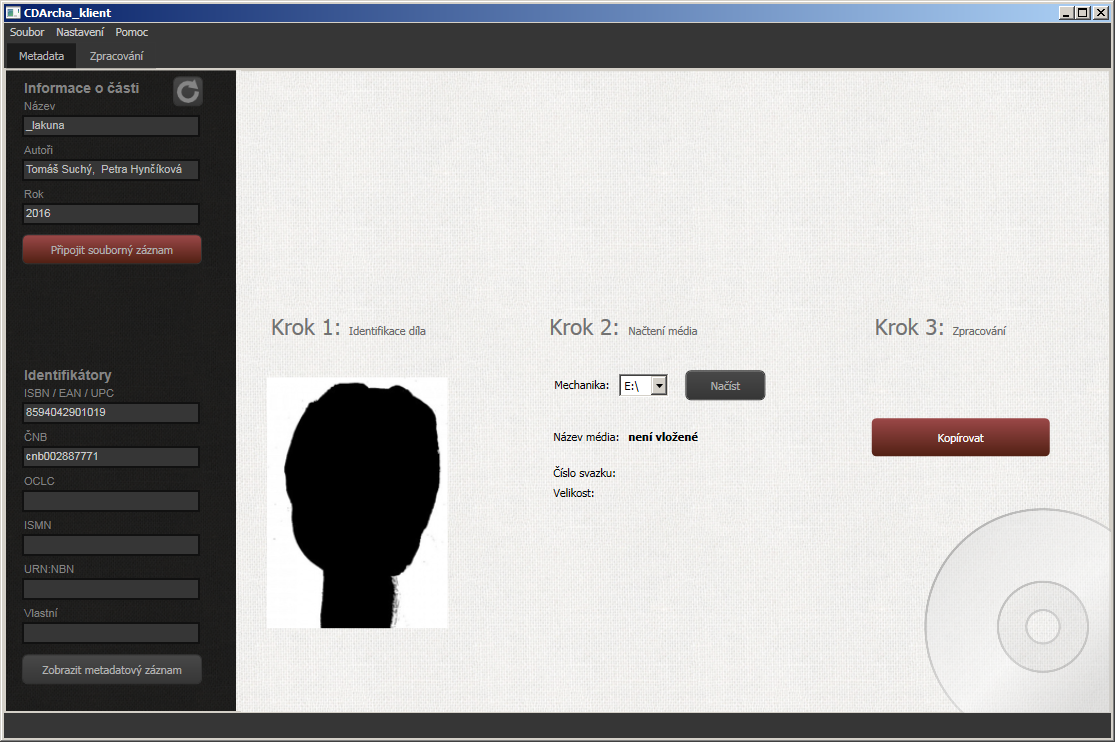 CDArcha_klient
Soubor Nastavení Pomoc
Metadata Zpracování
Informace o části
Název
_lakuna
Autoři
Tomáš Suchý, Petra Hynčíková
Rok
2016
Připojit souborný záznam
Identifikátory
ISBN / EAN / UPC
8594042901019
ČNB
cnb002887771
OCLC
ISMN
URN:NBN
Vlastní
Zobrazit metadatový záznam
Krok 1: Identifikace díla
Krok 2: Načtení média
Mechanika: E:\ Načíst
Název média: není vložené
Číslo svazku:
Velikost:
Krok 3: Zpracování
Kopírovat